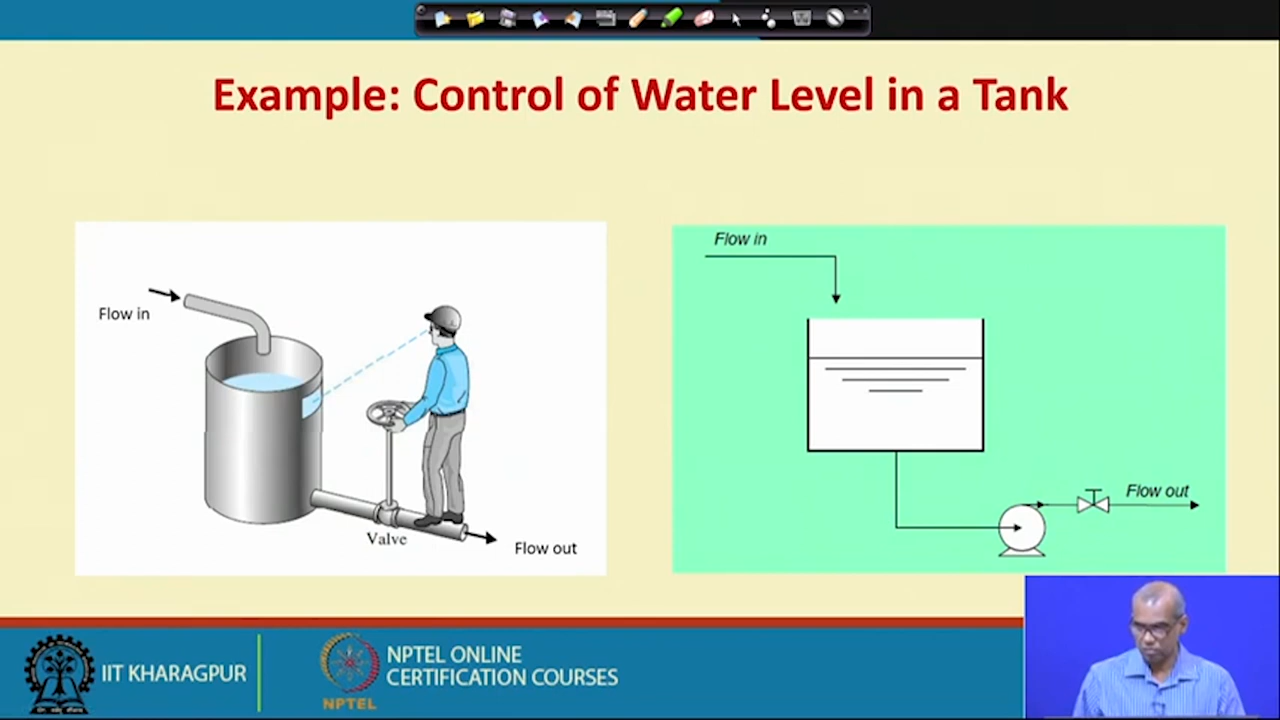 Example: Control of Water Level in a Tank
Flow in
Valve
Flow out
Flow in
Flow out
IIT KHARAGPUR
NPTEL
NPTEL ONLINE
CERTIFICATION COURSES